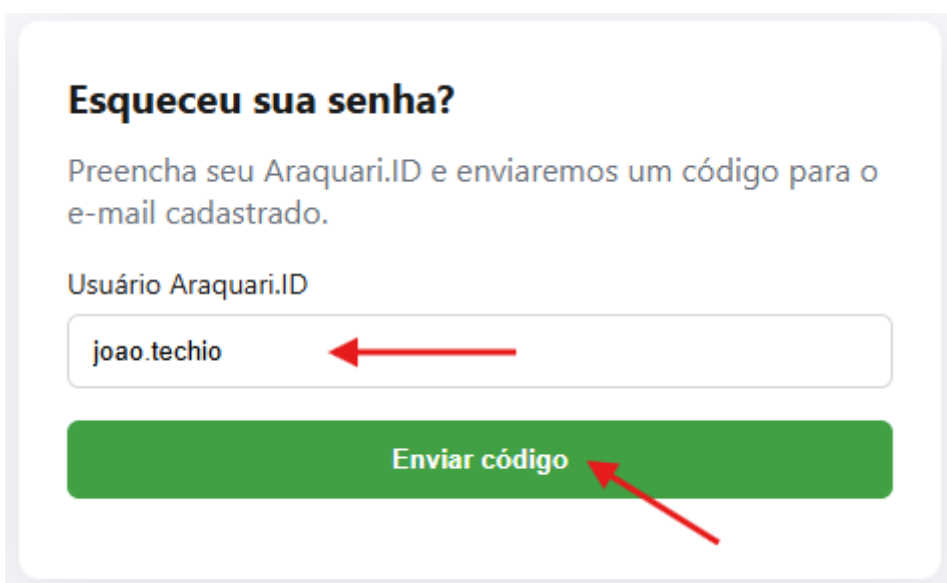 Esqueceu sua senha?
Preencha seu Araquari.ID e enviaremos um código para o
e-mail cadastrado.
Usuário Araquari.ID
joao.techio
Enviar código